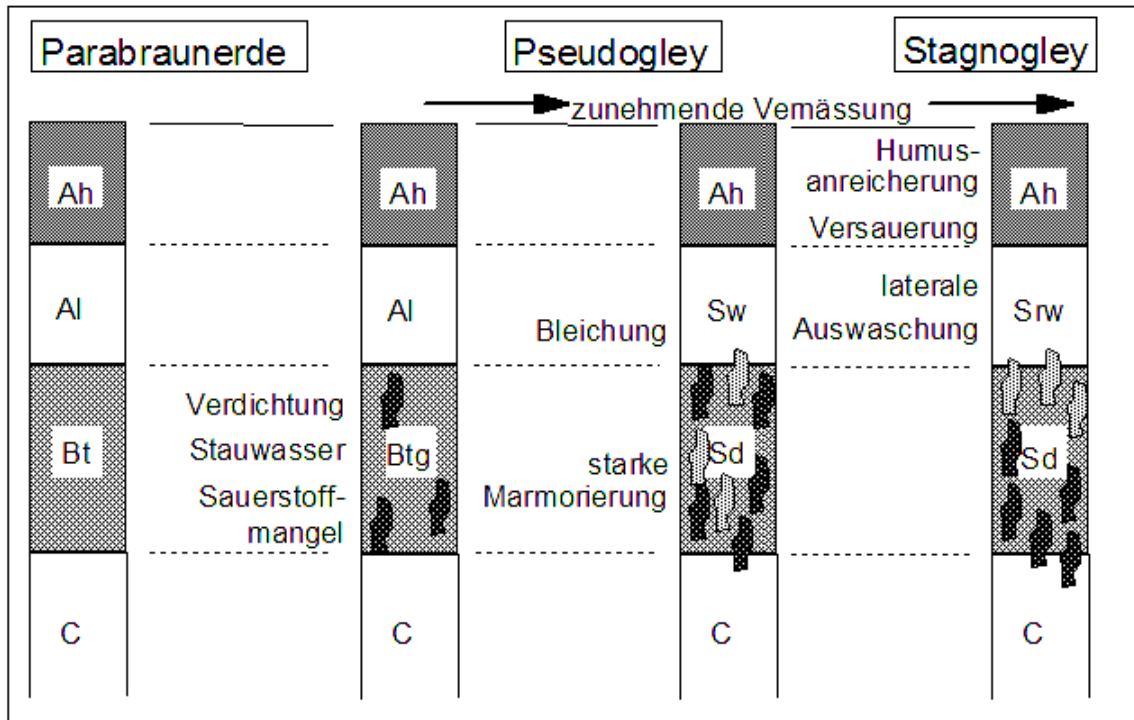 Parabraunerde
Pseudogley
Stagnogley
zunehmende Vernässung
Ah
Ah
Ah
Humus-
anreicherung
Versauerung
Ah
Al
Al
Bleichung
Sw
laterale
Auswaschung
Srw
Bt
Verdichtung
Stauwasser
Sauerstoff-
mangel
Btg
starke
Marmorierung
Sd
Sd
C
C
C
C